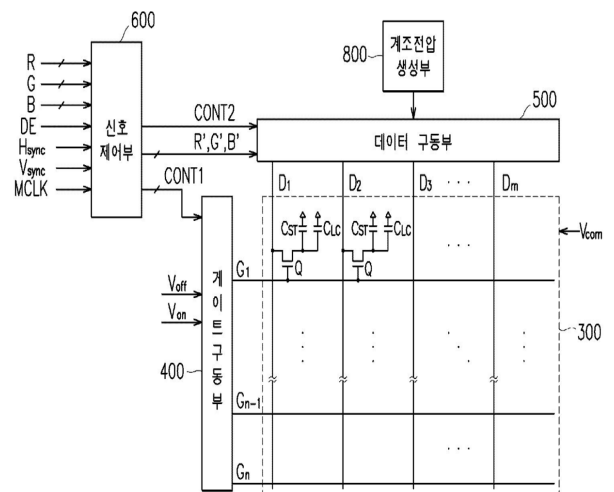 600
R
G
B
DE
Hsync
Vsync
MCLK
신호
제어부
CONT2
R',G',B'
CONT1
800
계조전압
생성부
500
데이터 구동부
D1
D2
D3
· · ·
Dm
CST
CLC
CST
CLC
Q
Q
Vcom
G1
Voff
Von
게이트 구동부
400
300
Gn-1
Gn